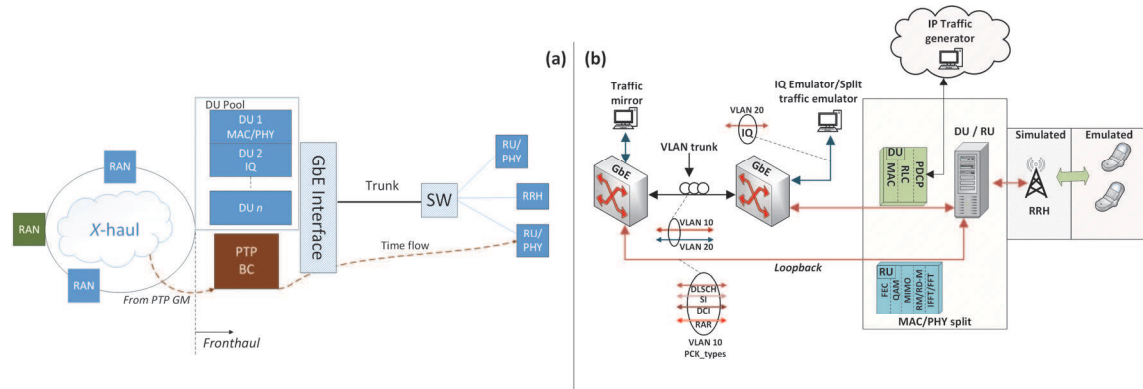 (a)
DU Pool
DU 1
MAC/PHY
DU 2
IQ
DU n
GbE Interface
RAN
RAN
X-haul
RAN
PTP
BC
From PTP GM
Fronthaul
Trunk
SW
RU/
PHY
RRH
RU/
PHY
Time flow
(b)
IP Traffic
generator
Traffic
mirror
IQ Emulator/Split
traffic emulator
VLAN 20
IQ
VLAN trunk
GbE
GbE
VLAN 10
VLAN 20
Loopback
DLSCH
SI
DCI
RAR
VLAN 10
PCK_types
DU / RU
DU
MAC
RLC
PDCP
RU
FEC
QAM
MIMO
RM/RD-M
IFFT/FFT
MAC/PHY split
Simulated
Emulated
RRH